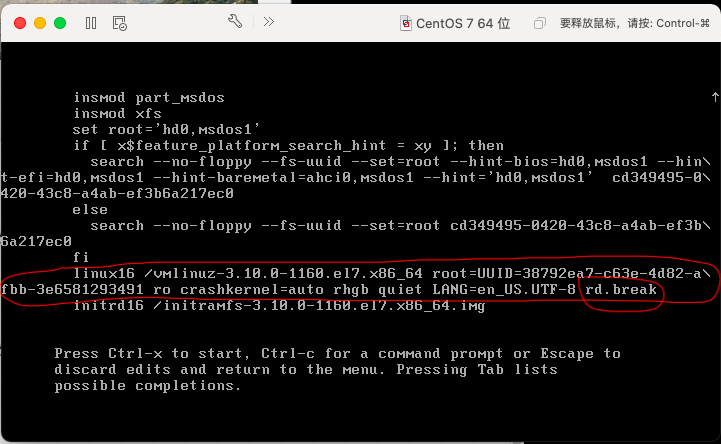 CentOS 7 64 位
要释放鼠标，请按: Control-⌘
insmod part_msdos
insmod xfs
set root='hd0,msdos1'
if [ x$feature_platform_search_hint = xy ]; then
search --no-floppy --fs-uuid --set=root --hint-bios=hd0,msdos1 --hin\
t-efi=hd0,msdos1 --hint-baremetal=ahci0,msdos1 --hint='hd0,msdos1'  cd349495-0\
420-43c8-a4ab-ef3b6a217ec0
else
search --no-floppy --fs-uuid --set=root cd349495-0420-43c8-a4ab-ef3b\
6a217ec0
fi
linux16 /vmlinuz-3.10.0-1160.el7.x86_64 root=UUID=38792ea7-c63e-4d82-a\
fbb-3e6581293491 ro crashkernel=auto rhgb quiet LANG=en_US.UTF-8 rd.break
initrd16 /initramfs-3.10.0-1160.el7.x86_64.img
Press Ctrl-x to start, Ctrl-c for a command prompt or Escape to
discard edits and return to the menu. Pressing Tab lists
possible completions.